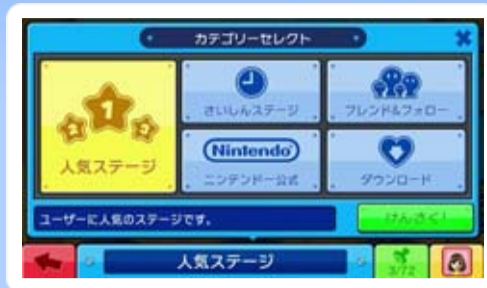 カテゴリーセレクト
1
2
3
人気ステージ
さいしんステージ
フレンド&フォロー
Nintendo
ニンテンドー公式
ダウンロード
ユーザーに人気のステージです。
けんさく!
人気ステージ
3/72